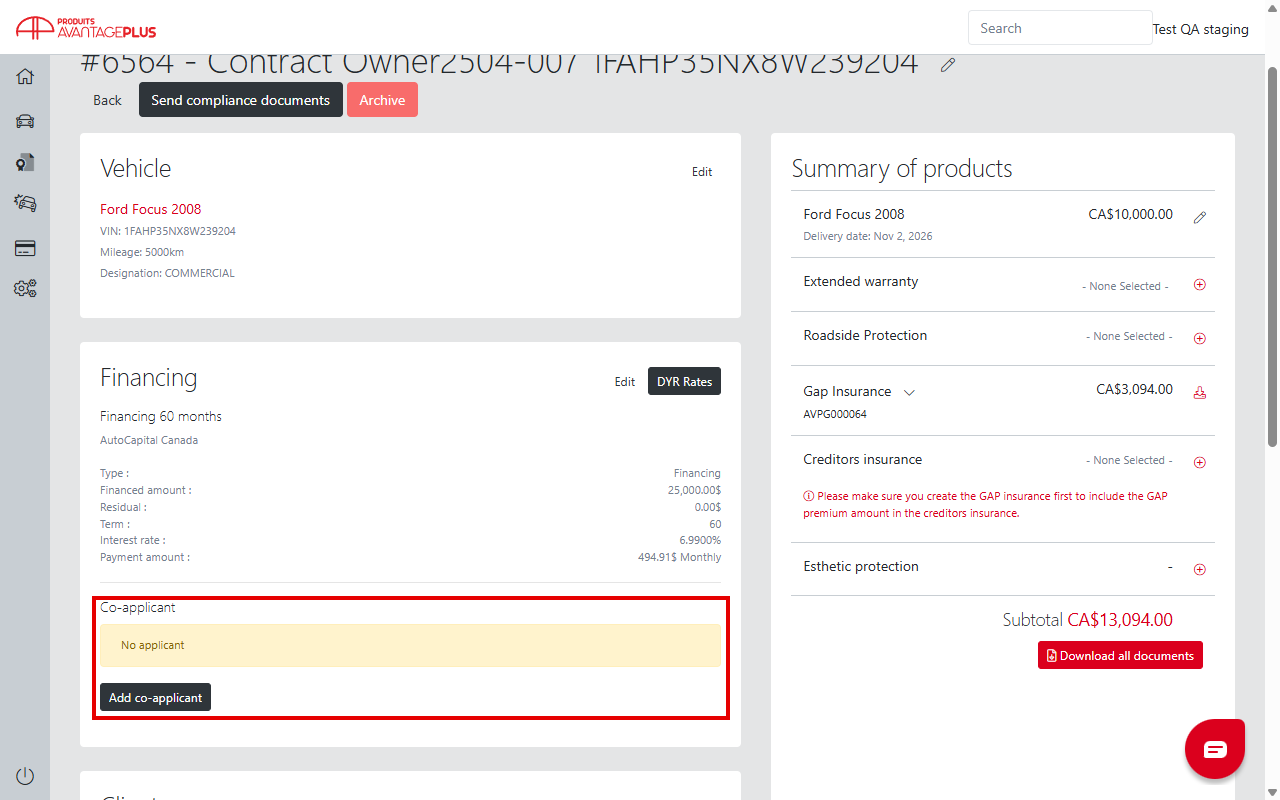 PRODUITS
AVANTAGEPLUS
Search
Test QA staging
#6564 - Contract Owner2504-007 1FAHP35NX8W239204
Back
Send compliance documents
Archive
Vehicle
Edit
Ford Focus 2008
VIN: 1FAHP35NX8W239204
Mileage: 5000km
Designation: COMMERCIAL
Financing
Edit
DYR Rates
Financing 60 months
AutoCapital Canada
Type : Financing
Financed amount : 25,000.00$
Residual : 0.00$
Term : 60
Interest rate : 6.9900%
Payment amount : 494.91$ Monthly
Co-applicant
No applicant
Add co-applicant
Client
Summary of products
Ford Focus 2008 CA$10,000.00
Delivery date: Nov 2, 2026
Extended warranty - None Selected -
Roadside Protection - None Selected -
Gap Insurance CA$3,094.00
AVPG000064
Creditors insurance - None Selected -
Please make sure you create the GAP insurance first to include the GAP
premium amount in the creditors insurance.
Esthetic protection -
Subtotal CA$13,094.00
Download all documents